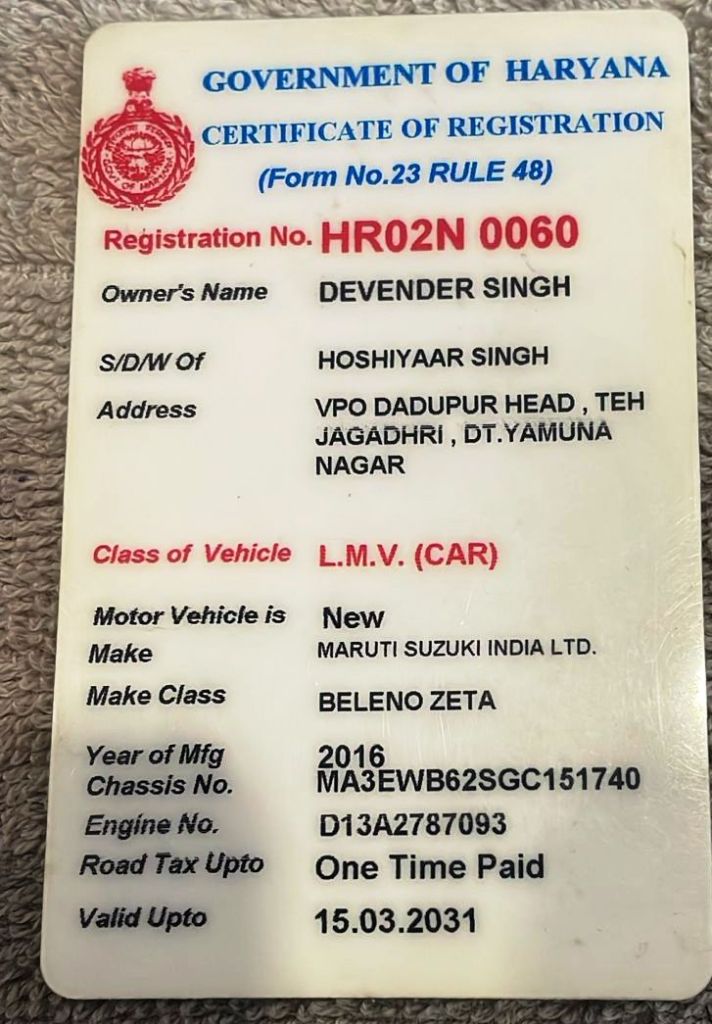 GOVERNMENT OF HARYANA
CERTIFICATE OF REGISTRATION
(Form No.23 RULE 48)
Registration No. HR02N 0060
Owner's Name DEVENDER SINGH
S/D/W Of HOSHIYAAR SINGH
Address VPO DADUPUR HEAD , TEH
JAGADHRI , DT.YAMUNA
NAGAR
Class of Vehicle L.M.V. (CAR)
Motor Vehicle is New
Make MARUTI SUZUKI INDIA LTD.
Make Class BELENO ZETA
Year of Mfg 2016
Chassis No. MA3EWB62SGC151740
Engine No. D13A2787093
Road Tax Upto One Time Paid
Valid Upto 15.03.2031